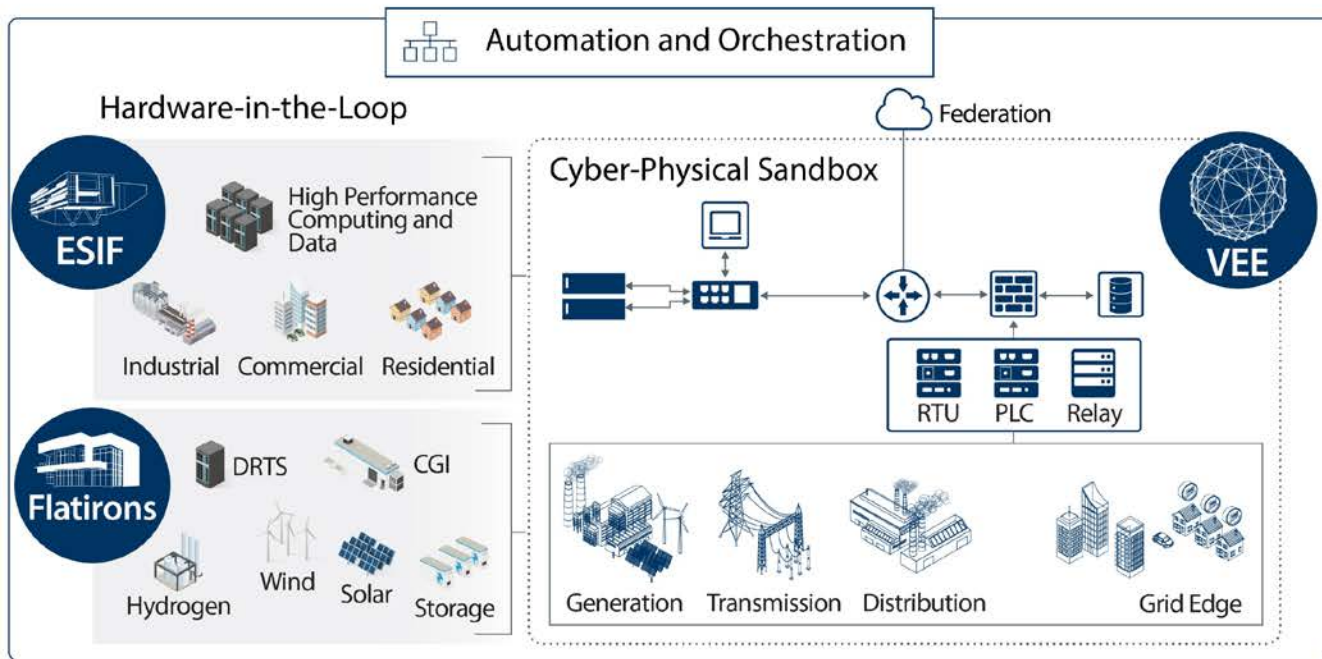 Automation and Orchestration
Hardware-in-the-Loop
Federation
ESIF
High Performance
Computing and
Data
Industrial
Commercial
Residential
Flatirons
DRTS
CGI
Hydrogen
Wind
Solar
Storage
Cyber-Physical Sandbox
VEE
RTU
PLC
Relay
Generation
Transmission
Distribution
Grid Edge